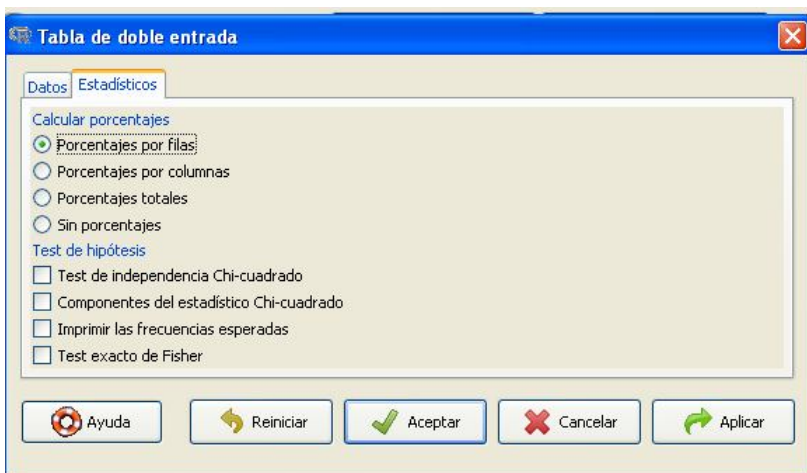 Tabla de doble entrada
Datos Estadísticos
Calcular porcentajes
Porcentajes por filas
Porcentajes por columnas
Porcentajes totales
Sin porcentajes
Test de hipótesis
Test de independencia Chi-cuadrado
Componentes del estadístico Chi-cuadrado
Imprimir las frecuencias esperadas
Test exacto de Fisher
Ayuda Reiniciar Aceptar Cancelar Aplicar